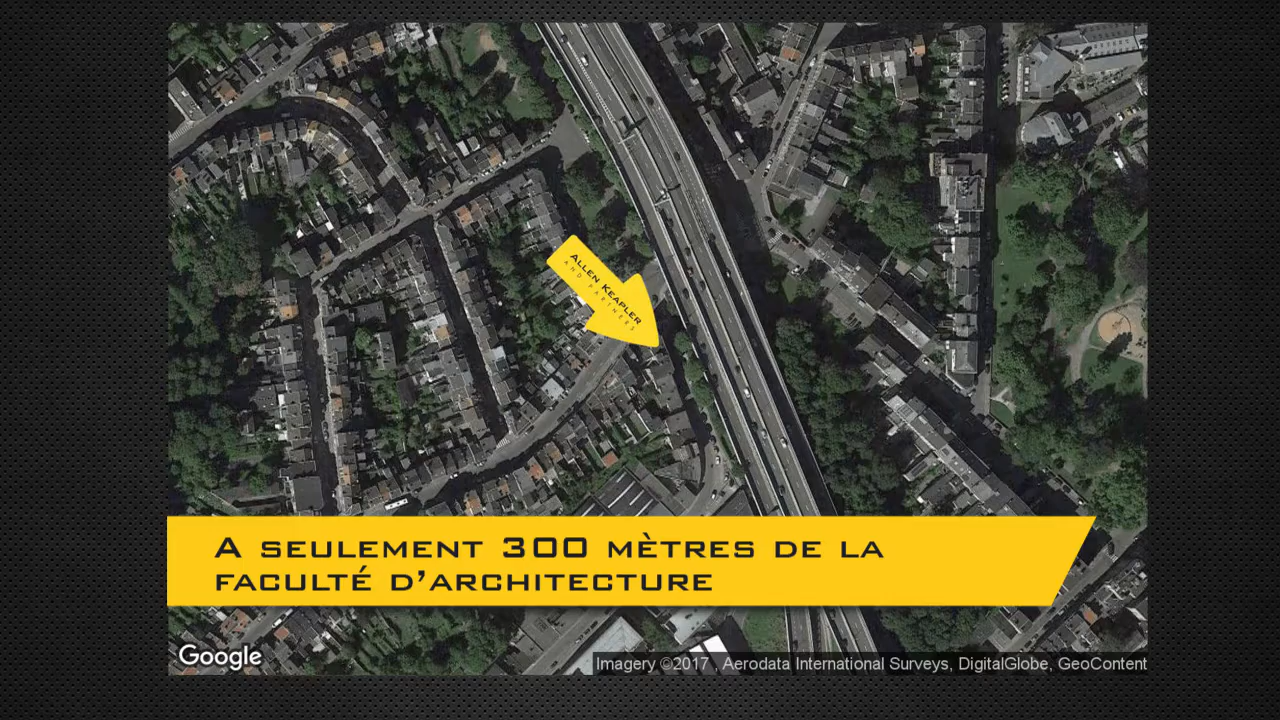 ALLEN KEAPLER
AND PARTNERS
A SEULEMENT 300 MÈTRES DE LA
FACULTÉ D'ARCHITECTURE
Google
Imagery ©2017 , Aerodata International Surveys, DigitalGlobe, GeoContent